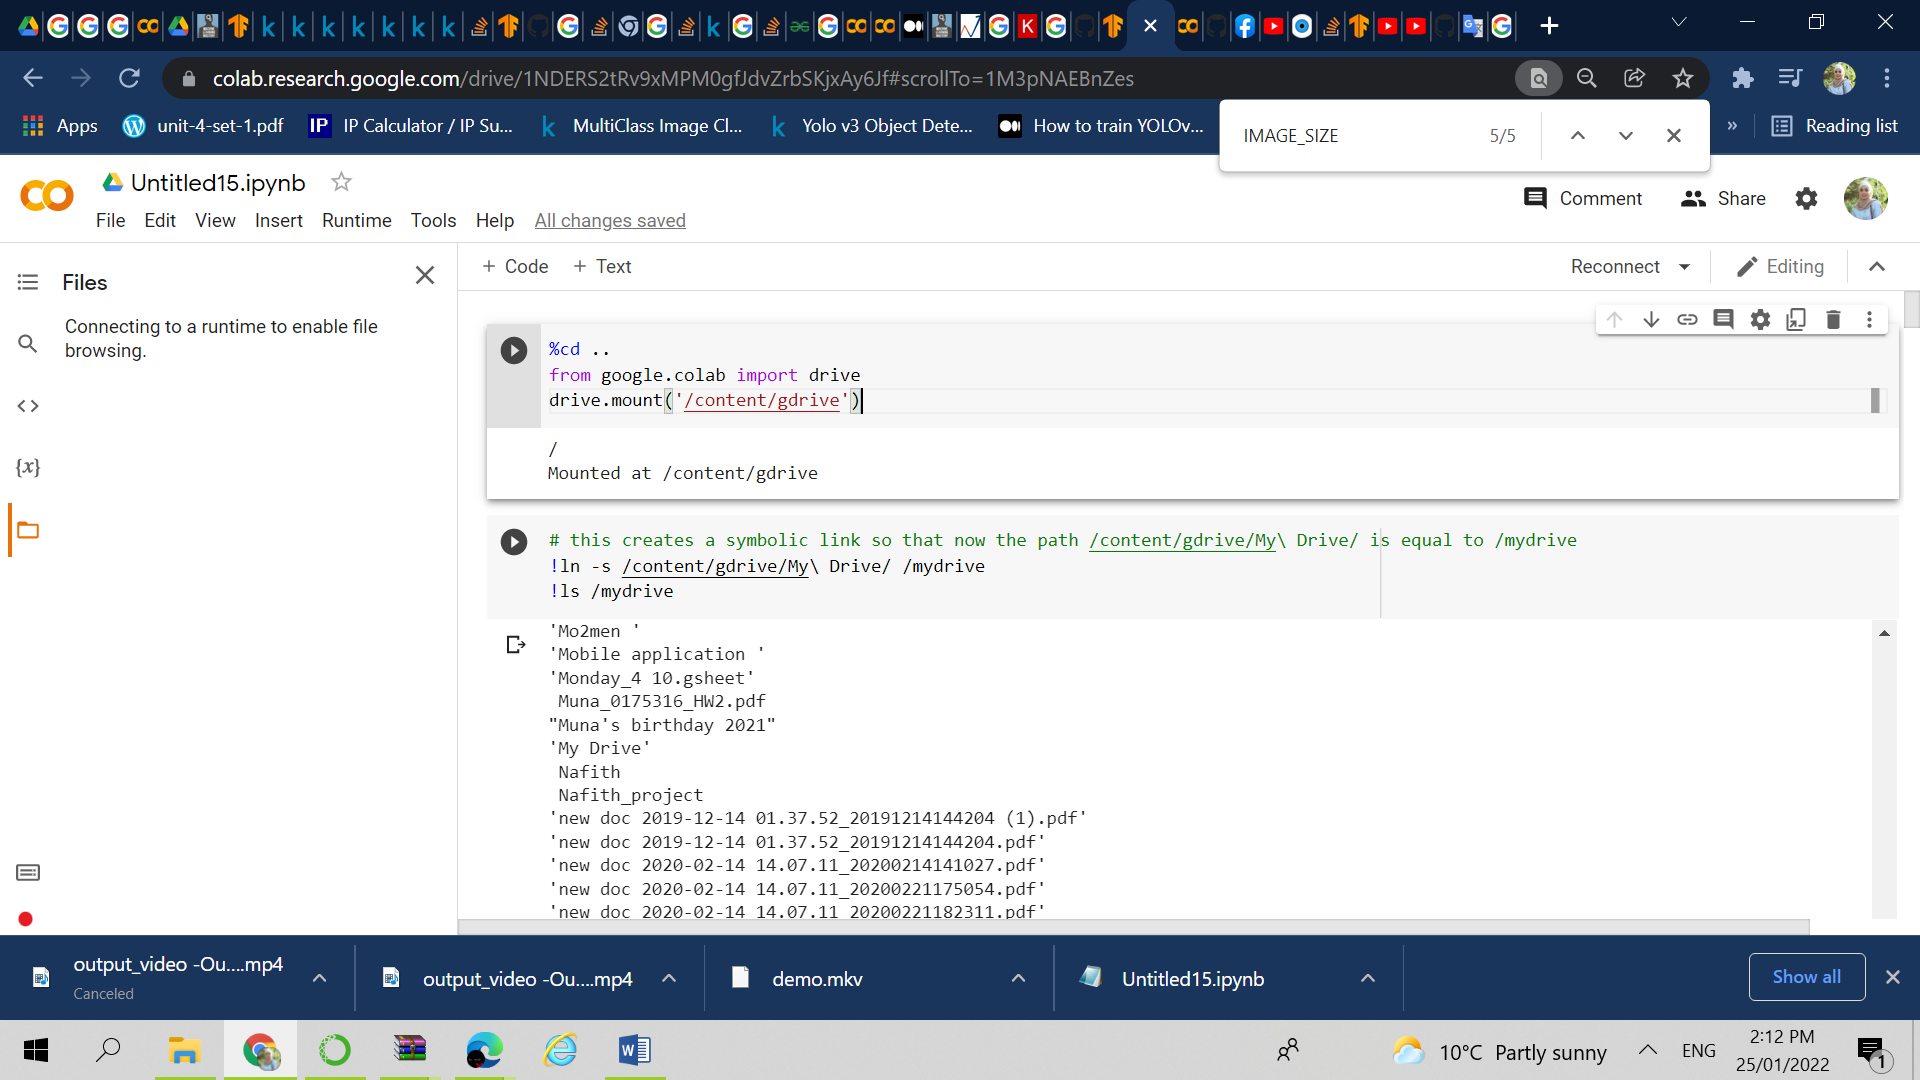 colab.research.google.com/drive/1NDERS2tRv9xMPM0gfJdvZrbSKjxAy6Jf#scrollTo=1M3pNAEBnZes
Apps unit-4-set-1.pdf IP IP Calculator / IP Su... MultiClass Image Cl... Yolo v3 Object Dete... How to train YOLOv... » Reading list
IMAGE_SIZE 5/5
Untitled15.ipynb
File Edit View Insert Runtime Tools Help All changes saved
Comment Share
Files
Connecting to a runtime to enable file
browsing.
+ Code + Text
Reconnect Editing
%cd ..
from google.colab import drive
drive.mount('/content/gdrive')
/
Mounted at /content/gdrive
# this creates a symbolic link so that now the path /content/gdrive/My\ Drive/ is equal to /mydrive
!ln -s /content/gdrive/My\ Drive/ /mydrive
!ls /mydrive
'Mo2men '
'Mobile application '
'Monday_4 10.gsheet'
Muna_0175316_HW2.pdf
"Muna's birthday 2021"
'My Drive'
Nafith
Nafith_project
'new doc 2019-12-14 01.37.52_20191214144204 (1).pdf'
'new doc 2019-12-14 01.37.52_20191214144204.pdf'
'new doc 2020-02-14 14.07.11_20200214141027.pdf'
'new doc 2020-02-14 14.07.11_20200221175054.pdf'
'new doc 2020-02-14 14.07.11_20200221182311.pdf'
output_video -Ou....mp4
Canceled
output_video -Ou....mp4
demo.mkv
Untitled15.ipynb
Show all
10°C Partly sunny
ENG
2:12 PM
25/01/2022
1